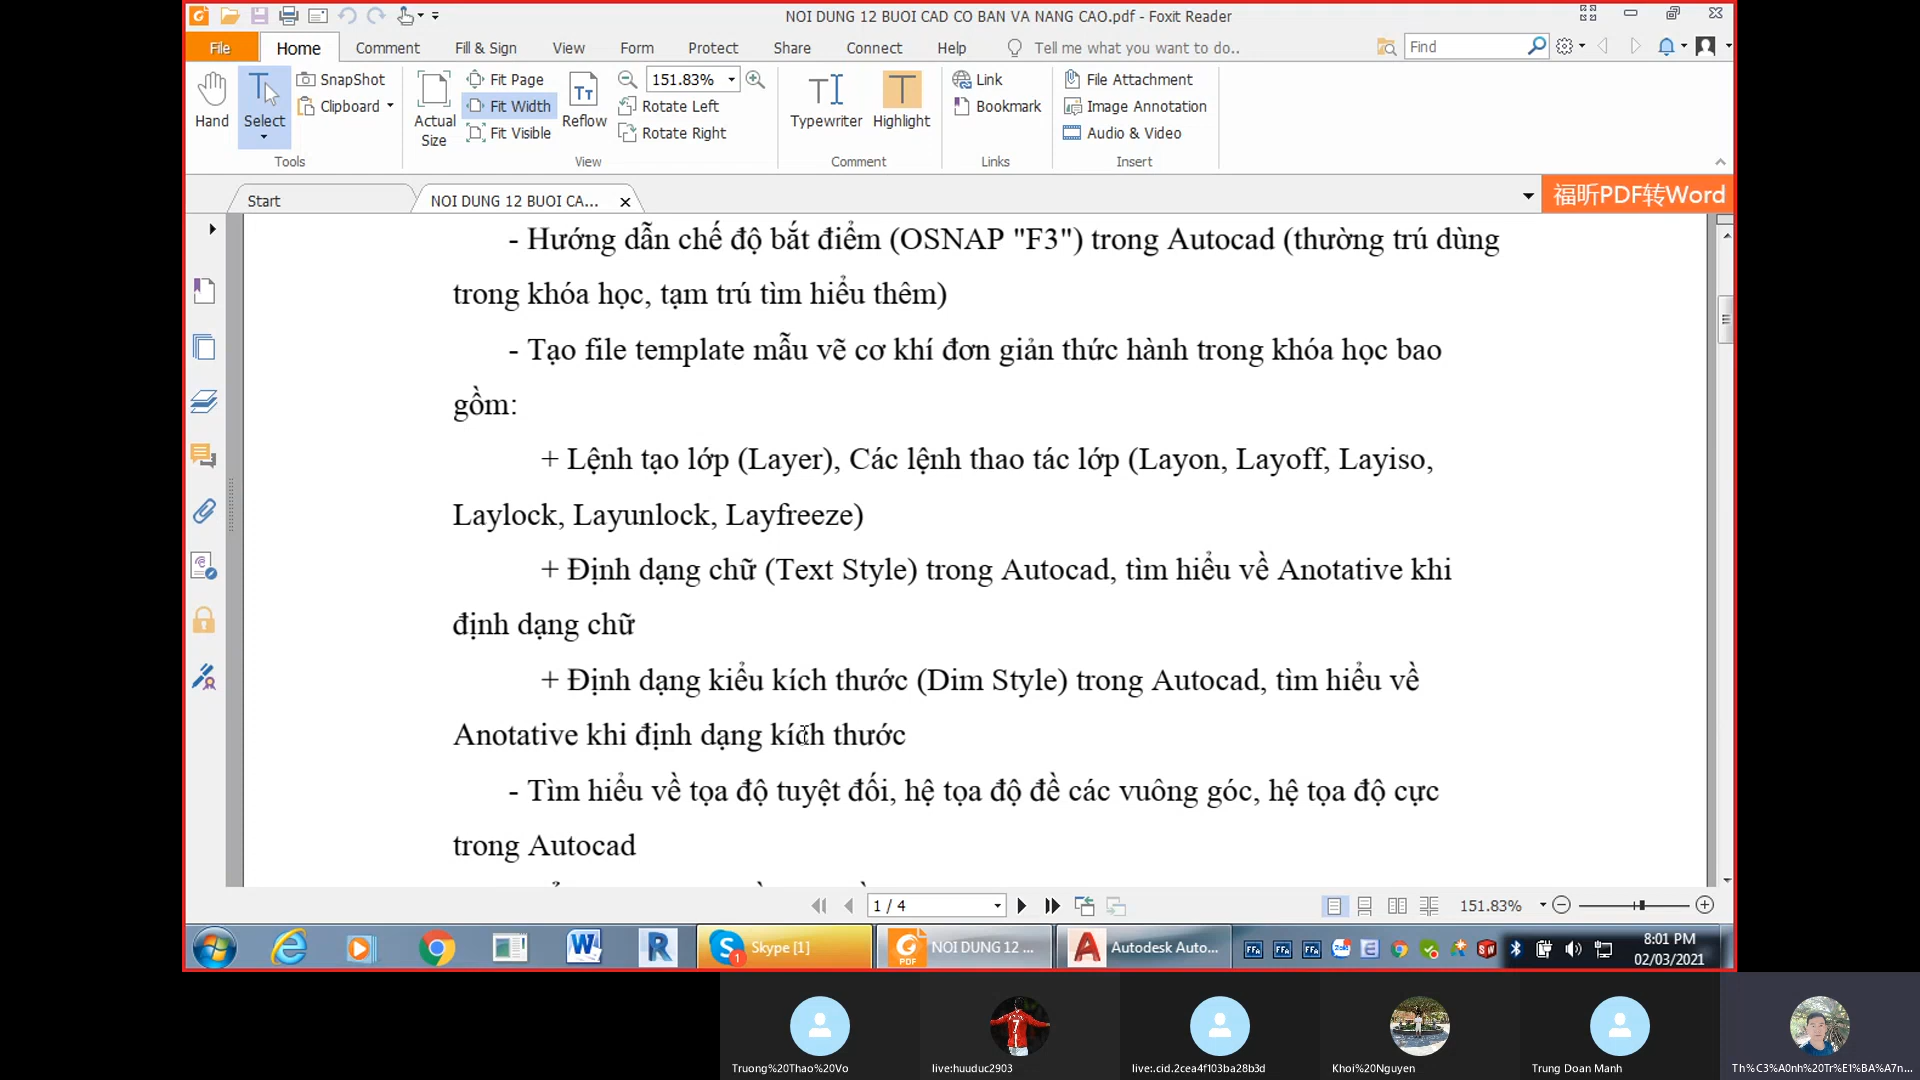 NOI DUNG 12 BUOI CAD CO BAN VA NANG CAO.pdf - Foxit Reader
File Home Comment Fill & Sign View Form Protect Share Connect Help Tell me what you want to do.. Find
SnapShot Fit Page 151.83% Link File Attachment
Clipboard Fit Width Rotate Left Bookmark Image Annotation
Hand Select Actual Size Fit Visible Reflow Rotate Right Typewriter Highlight Audio & Video
Tools View Comment Links Insert
Start NOI DUNG 12 BUOI CA... 福昕PDF转Word
- Hướng dẫn chế độ bắt điểm (OSNAP "F3") trong Autocad (thường trú dùng
trong khóa học, tạm trú tìm hiểu thêm)
- Tạo file template mẫu vẽ cơ khí đơn giản thức hành trong khóa học bao
gồm:
+ Lệnh tạo lớp (Layer), Các lệnh thao tác lớp (Layon, Layoff, Layiso,
Laylock, Layunlock, Layfreeze)
+ Định dạng chữ (Text Style) trong Autocad, tìm hiểu về Anotative khi
định dạng chữ
+ Định dạng kiểu kích thước (Dim Style) trong Autocad, tìm hiểu về
Anotative khi định dạng kích thước
- Tìm hiểu về tọa độ tuyệt đối, hệ tọa độ đề các vuông góc, hệ tọa độ cực
trong Autocad
1 / 4 151.83%
Skype [1] NOI DUNG 12 ... Autodesk Auto... 8:01 PM
02/03/2021
Truong%20Thao%20Vo live:huuduc2903 live:.cid.2cea4f103ba28b3d Khoi%20Nguyen Trung Doan Manh Th%C3%A0nh%20Tr%E1%BA%A7n...